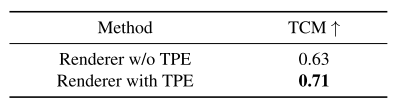 Method TCM ↑
Renderer w/o TPE 0.63
Renderer with TPE 0.71